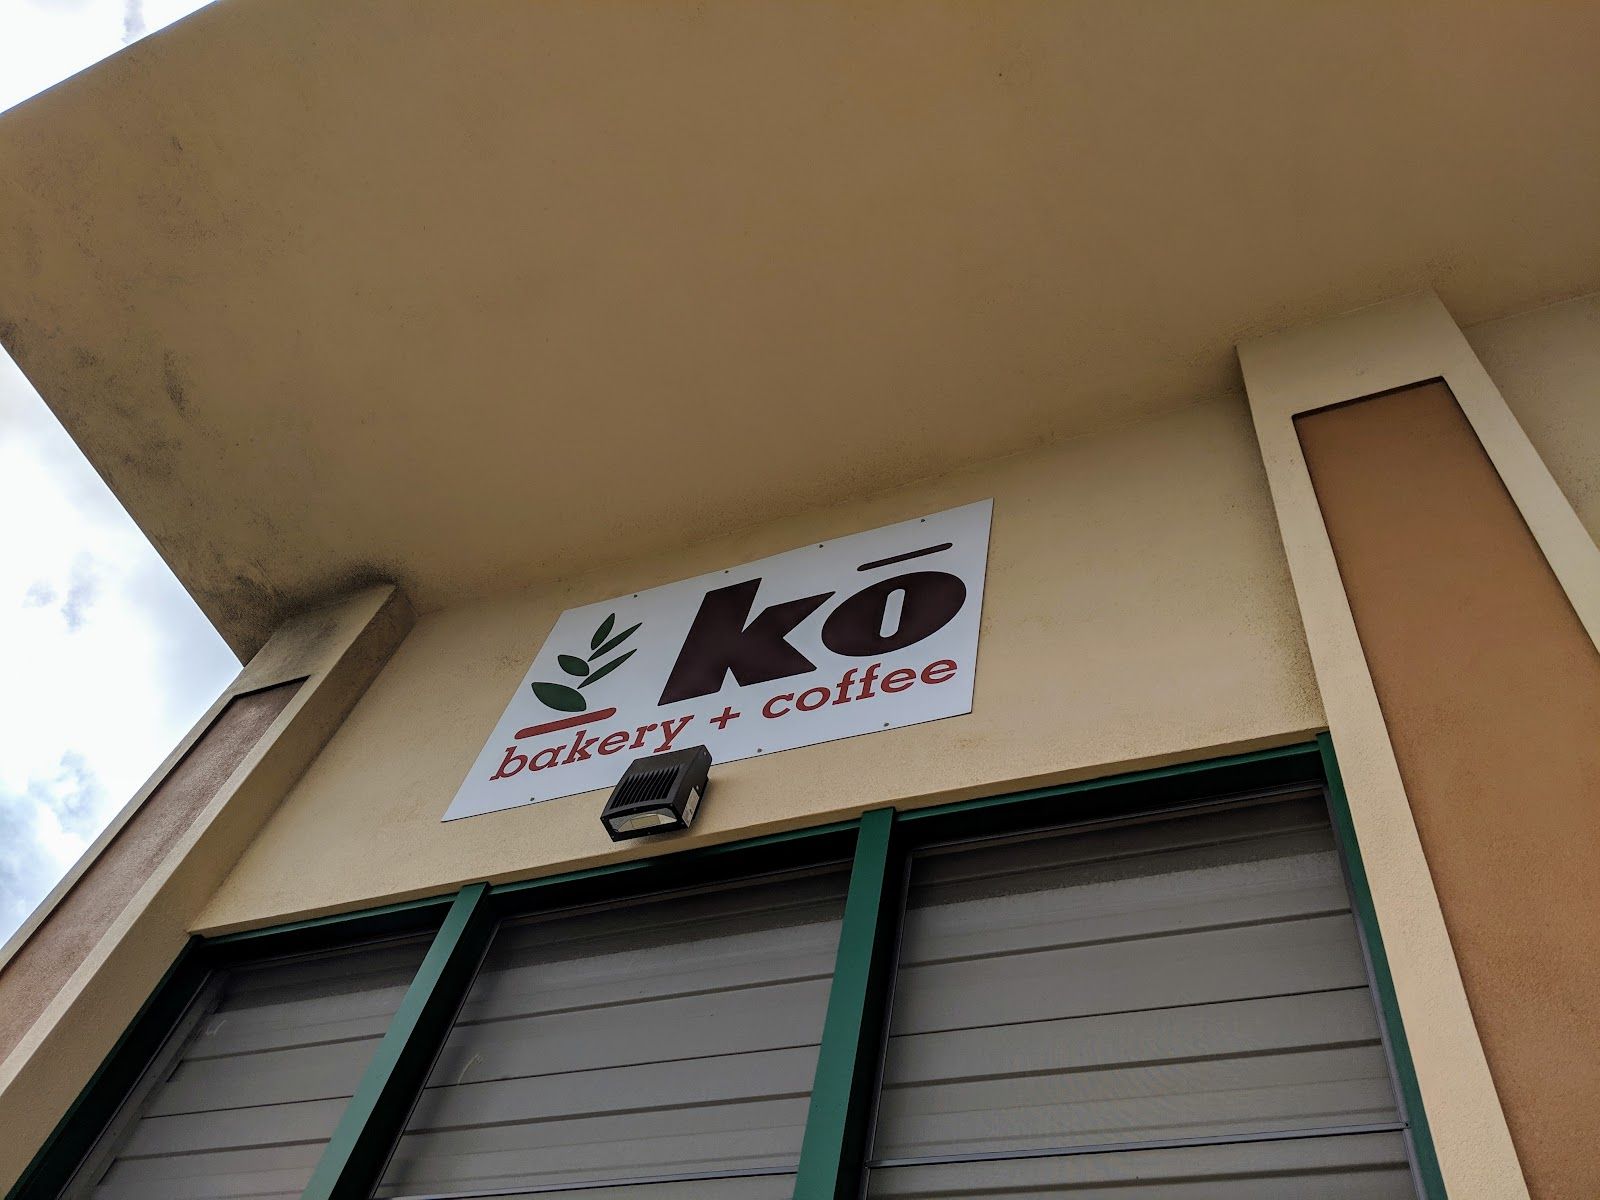 kō
bakery + coffee